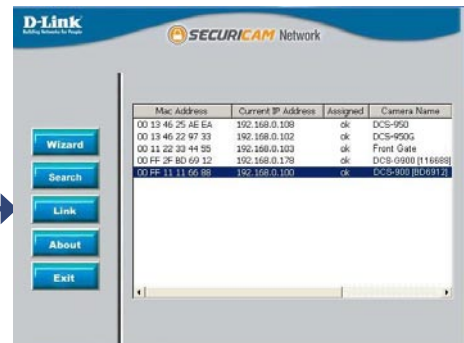 D-Link
Building Networks for People
SECURICAM Network
Mac Address Current IP Address Assigned Camera Name
00 13 46 25 AE EA 192.168.0.108 ok DCS-950
00 13 46 22 97 33 192.168.0.102 ok DCS-950G
00 11 22 33 44 55 192.168.0.103 ok Front Gate
00 FF 2F BD 69 12 192.168.0.178 ok DCS-G900 [116688]
00 FF 11 11 66 88 192.168.0.100 ok DCS-900 [BD6912]
Wizard
Search
Link
About
Exit